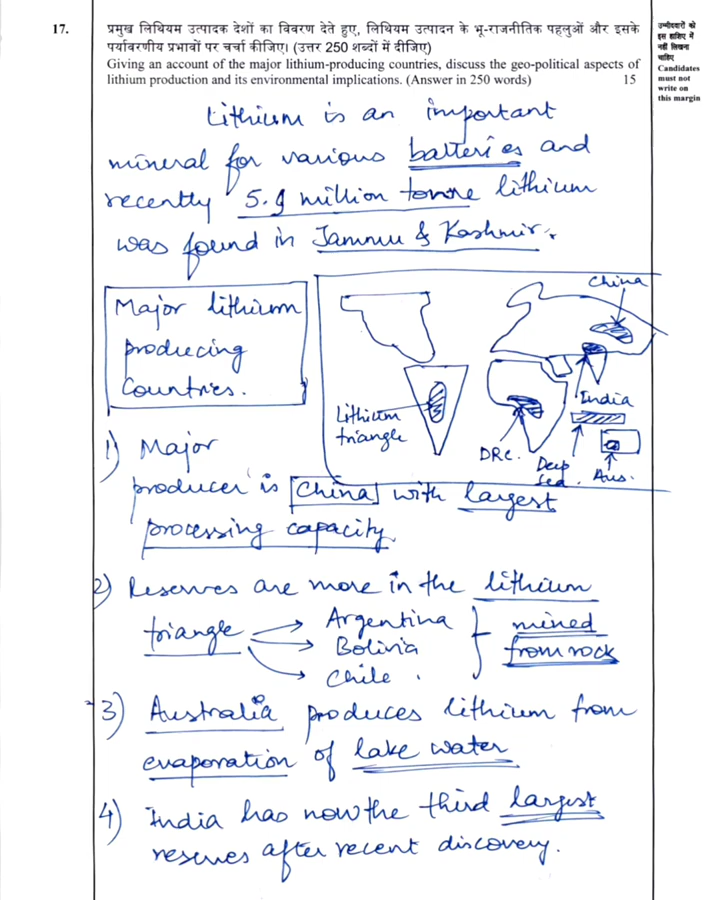 17.
प्रमुख लिथियम उत्पादक देशों का विवरण देते हुए, लिथियम उत्पादन के भू-राजनीतिक पहलुओं और इसके
पर्यावरणीय प्रभावों पर चर्चा कीजिए। (उत्तर 250 शब्दों में दीजिए)
Giving an account of the major lithium-producing countries, discuss the geo-political aspects of
lithium production and its environmental implications. (Answer in 250 words)
15
उम्मीदवारों को
इस हाशिए में
नहीं लिखना
चाहिए
Candidates
must not
write on
this margin
Lithium is an important
mineral for various batteries and
recently 5.9 million tonne lithium
was found in Jammu & Kashmir.
Major lithium
producing
Countries.
China
Lithium
triangle
India
DRC.
Deep
Sea.
Aus.
1) Major
producer is China with largest
processing capacity
2) Reserves are more in the lithium
triangle → Argentina
→ Bolivia
→ Chile.
mined
from rock
3) Australia produces lithium from
evaporation of lake water
4) India has now the third largest
reserves after recent discovery.